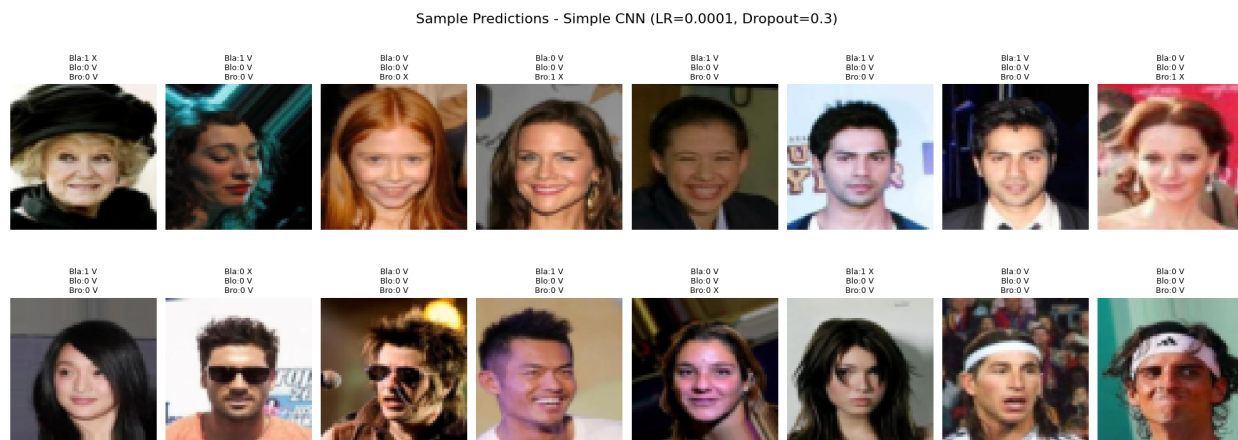 Sample Predictions - Simple CNN (LR=0.0001, Dropout=0.3)
Bla:1 X
Blo:0 V
Bro:0 V
Bla:1 V
Blo:0 V
Bro:0 V
Bla:0 V
Blo:0 V
Bro:0 X
Bla:0 V
Blo:0 V
Bro:1 X
Bla:1 V
Blo:0 V
Bro:0 V
Bla:1 V
Blo:0 V
Bro:0 V
Bla:1 V
Blo:0 V
Bro:0 V
Bla:0 V
Blo:0 V
Bro:1 X
Bla:1 V
Blo:0 V
Bro:0 V
Bla:0 X
Blo:0 V
Bro:0 V
Bla:0 V
Blo:0 V
Bro:0 V
Bla:1 V
Blo:0 V
Bro:0 V
Bla:0 V
Blo:0 V
Bro:0 X
Bla:1 X
Blo:0 V
Bro:0 V
Bla:0 V
Blo:0 V
Bro:0 V
Bla:0 V
Blo:0 V
Bro:0 V